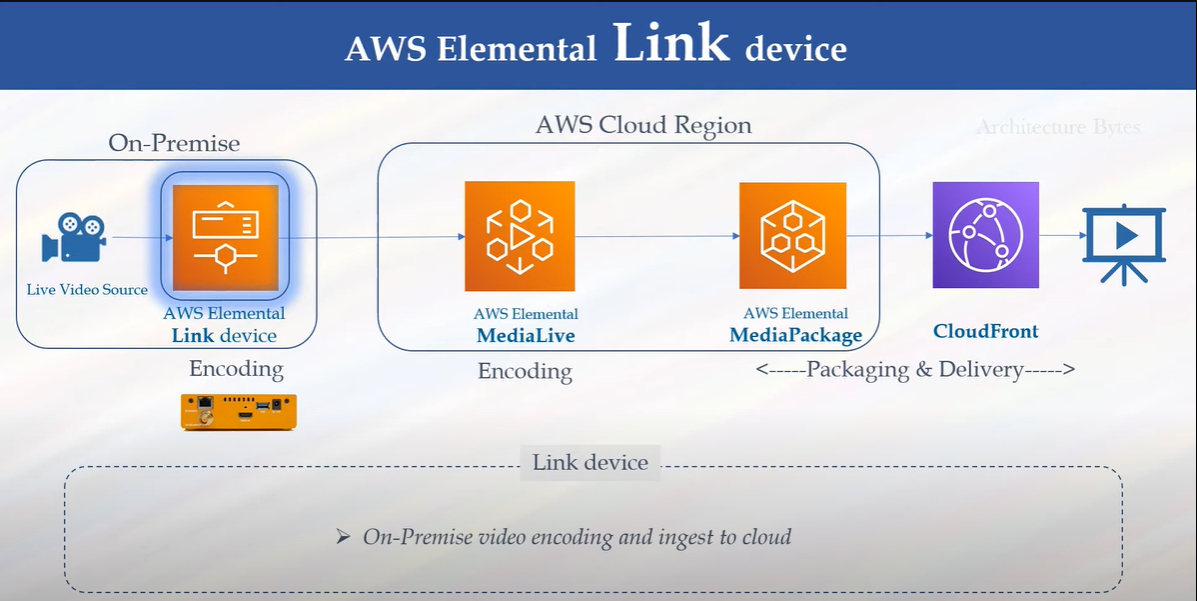 AWS Elemental Link device
AWS Cloud Region
Architecture Bytes
On-Premise
Live Video Source
AWS Elemental
Link device
AWS Elemental
MediaLive
AWS Elemental
MediaPackage
CloudFront
Encoding
Encoding
<-----Packaging & Delivery----->
Link device
➢ On-Premise video encoding and ingest to cloud